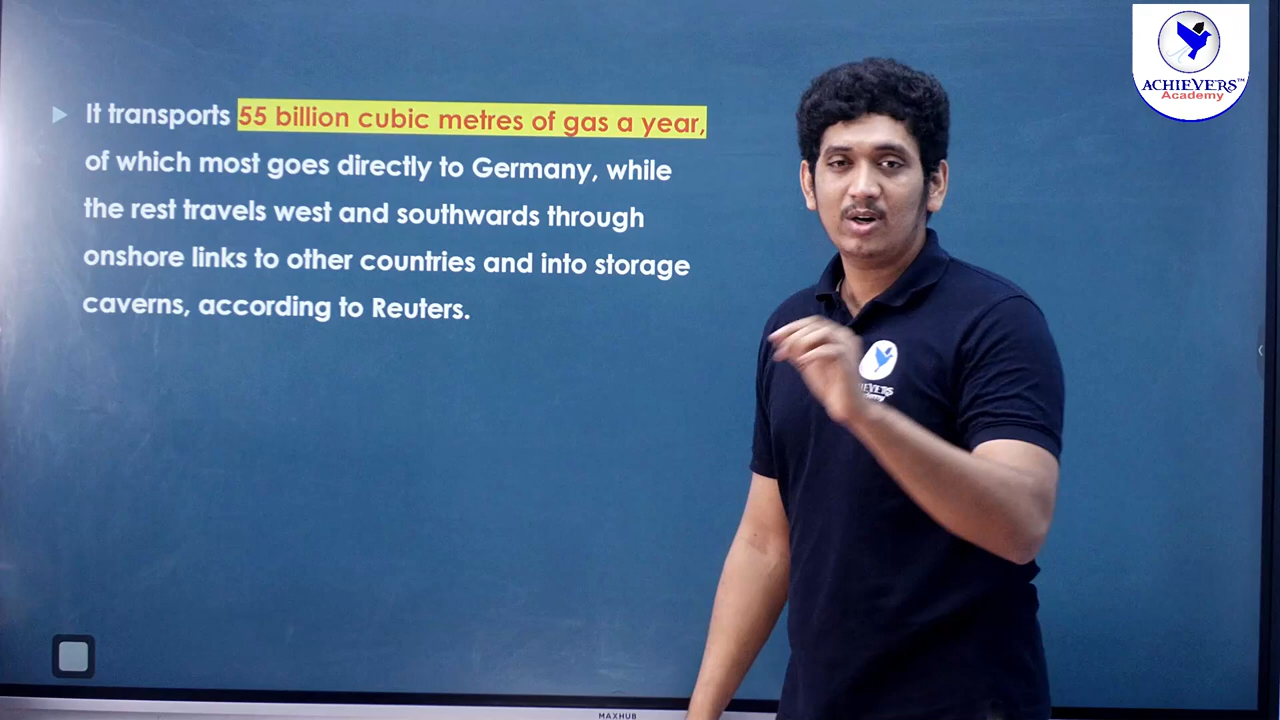 It transports 55 billion cubic metres of gas a year,
of which most goes directly to Germany, while
the rest travels west and southwards through
onshore links to other countries and into storage
caverns, according to Reuters.
ACHIEVERS™
Academy
MAXHUB